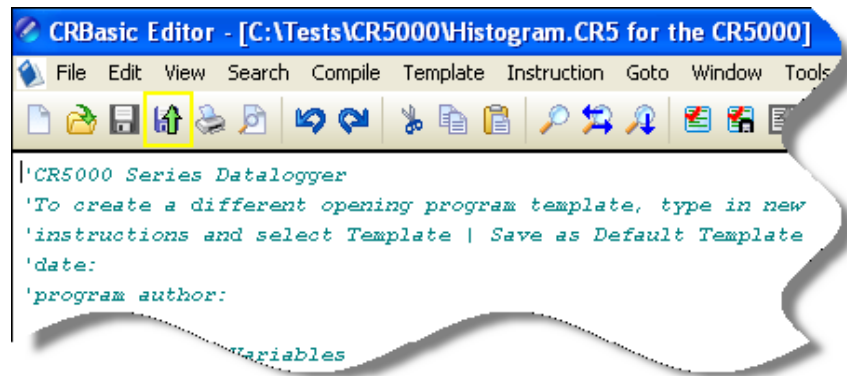 CRBasic Editor - [C:\Tests\CR5000\Histogram.CR5 for the CR5000]
File Edit View Search Compile Template Instruction Goto Window Tools
'CR5000 Series Datalogger
'To create a different opening program template, type in new
'instructions and select Template | Save as Default Template
'date:
'program author:
Variables